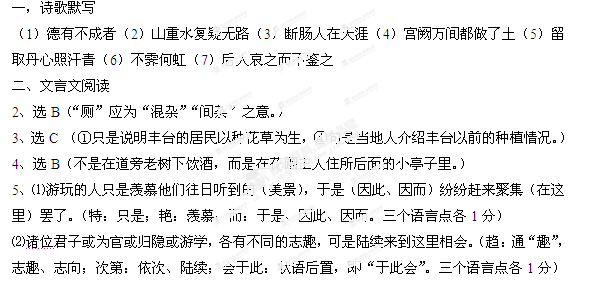 一，诗歌默写
（1）德有不成者（2）山重水复疑无路（3）断肠人在天涯（4）宫阙万间都做了土（5）留
取丹心照汗青（6）不霁何虹（7）后人哀之而不鉴之
二、文言文阅读
2、选 B（“厕”应为“混杂”“间杂”之意。）
3、选 C （①只是说明丰台的居民以种花草为生，④句是当地人介绍丰台以前的种植情况。）
4、选 B（不是在道旁老树下饮酒，而是在花圃主人住所后面的小亭子里。）
5、⑴游玩的人只是羡慕他们往日听到的（美景），于是（因此、因而）纷纷赶来聚集（在这
里）罢了。（特：只是；艳：羡慕；而：于是、因此、因而。三个语言点各 1 分）
⑵诸位君子或为官或归隐或游学，各有不同的志趣，可是陆续来到这里相会。（趋：通“趣”，
志趣、志向；次第：依次、陆续；会于此：状语后置，即“于此会”。三个语言点各 1 分）